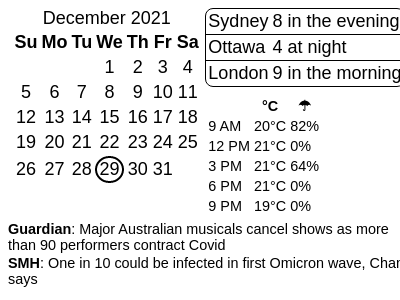 December 2021
Su Mo Tu We Th Fr Sa
1 2 3 4
5 6 7 8 9 10 11
12 13 14 15 16 17 18
19 20 21 22 23 24 25
26 27 28 29 30 31
Sydney 8 in the evening
Ottawa 4 at night
London 9 in the morning
°C ☂
9 AM 20°C 82%
12 PM 21°C 0%
3 PM 21°C 64%
6 PM 21°C 0%
9 PM 19°C 0%
Guardian: Major Australian musicals cancel shows as more
than 90 performers contract Covid
SMH: One in 10 could be infected in first Omicron wave,
says